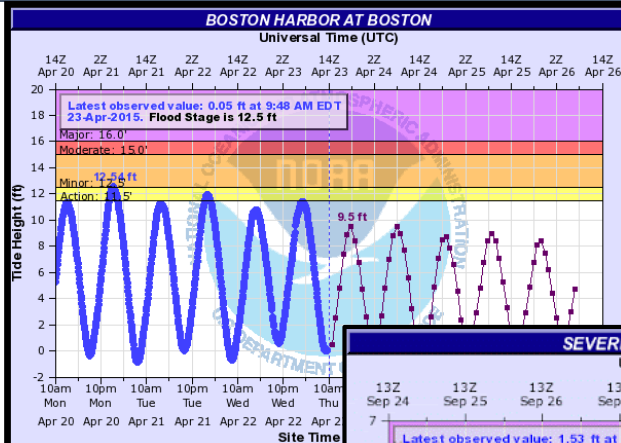 BOSTON HARBOR AT BOSTON
Universal Time (UTC)
14Z 2Z 14Z 2Z 14Z 2Z 14Z 2Z 14Z 2Z 14Z 2Z 14Z
Apr 20 Apr 21 Apr 21 Apr 22 Apr 22 Apr 23 Apr 23 Apr 24 Apr 24 Apr 25 Apr 25 Apr 26 Apr 26
Latest observed value: 0.05 ft at 9:48 AM EDT
23-Apr-2015. Flood Stage is 12.5 ft
Major: 16.0'
Moderate: 15.0'
12.54 ft
Minor: 12.5'
Action: 11.5'
9.5 ft
Tide Height (ft)
20
18
16
14
12
10
8
6
4
2
0
-2
NOAA
10am 10pm 10am 10pm 10am 10pm 10am
Mon Mon Tue Tue Wed Wed Thu
Apr 20 Apr 20 Apr 21 Apr 21 Apr 22 Apr 22 Apr 2
Site Time
SEVER
13Z 13Z 13Z
Sep 24 Sep 25 Sep 26 Sep
7
Latest observed value: 1.53 ft at